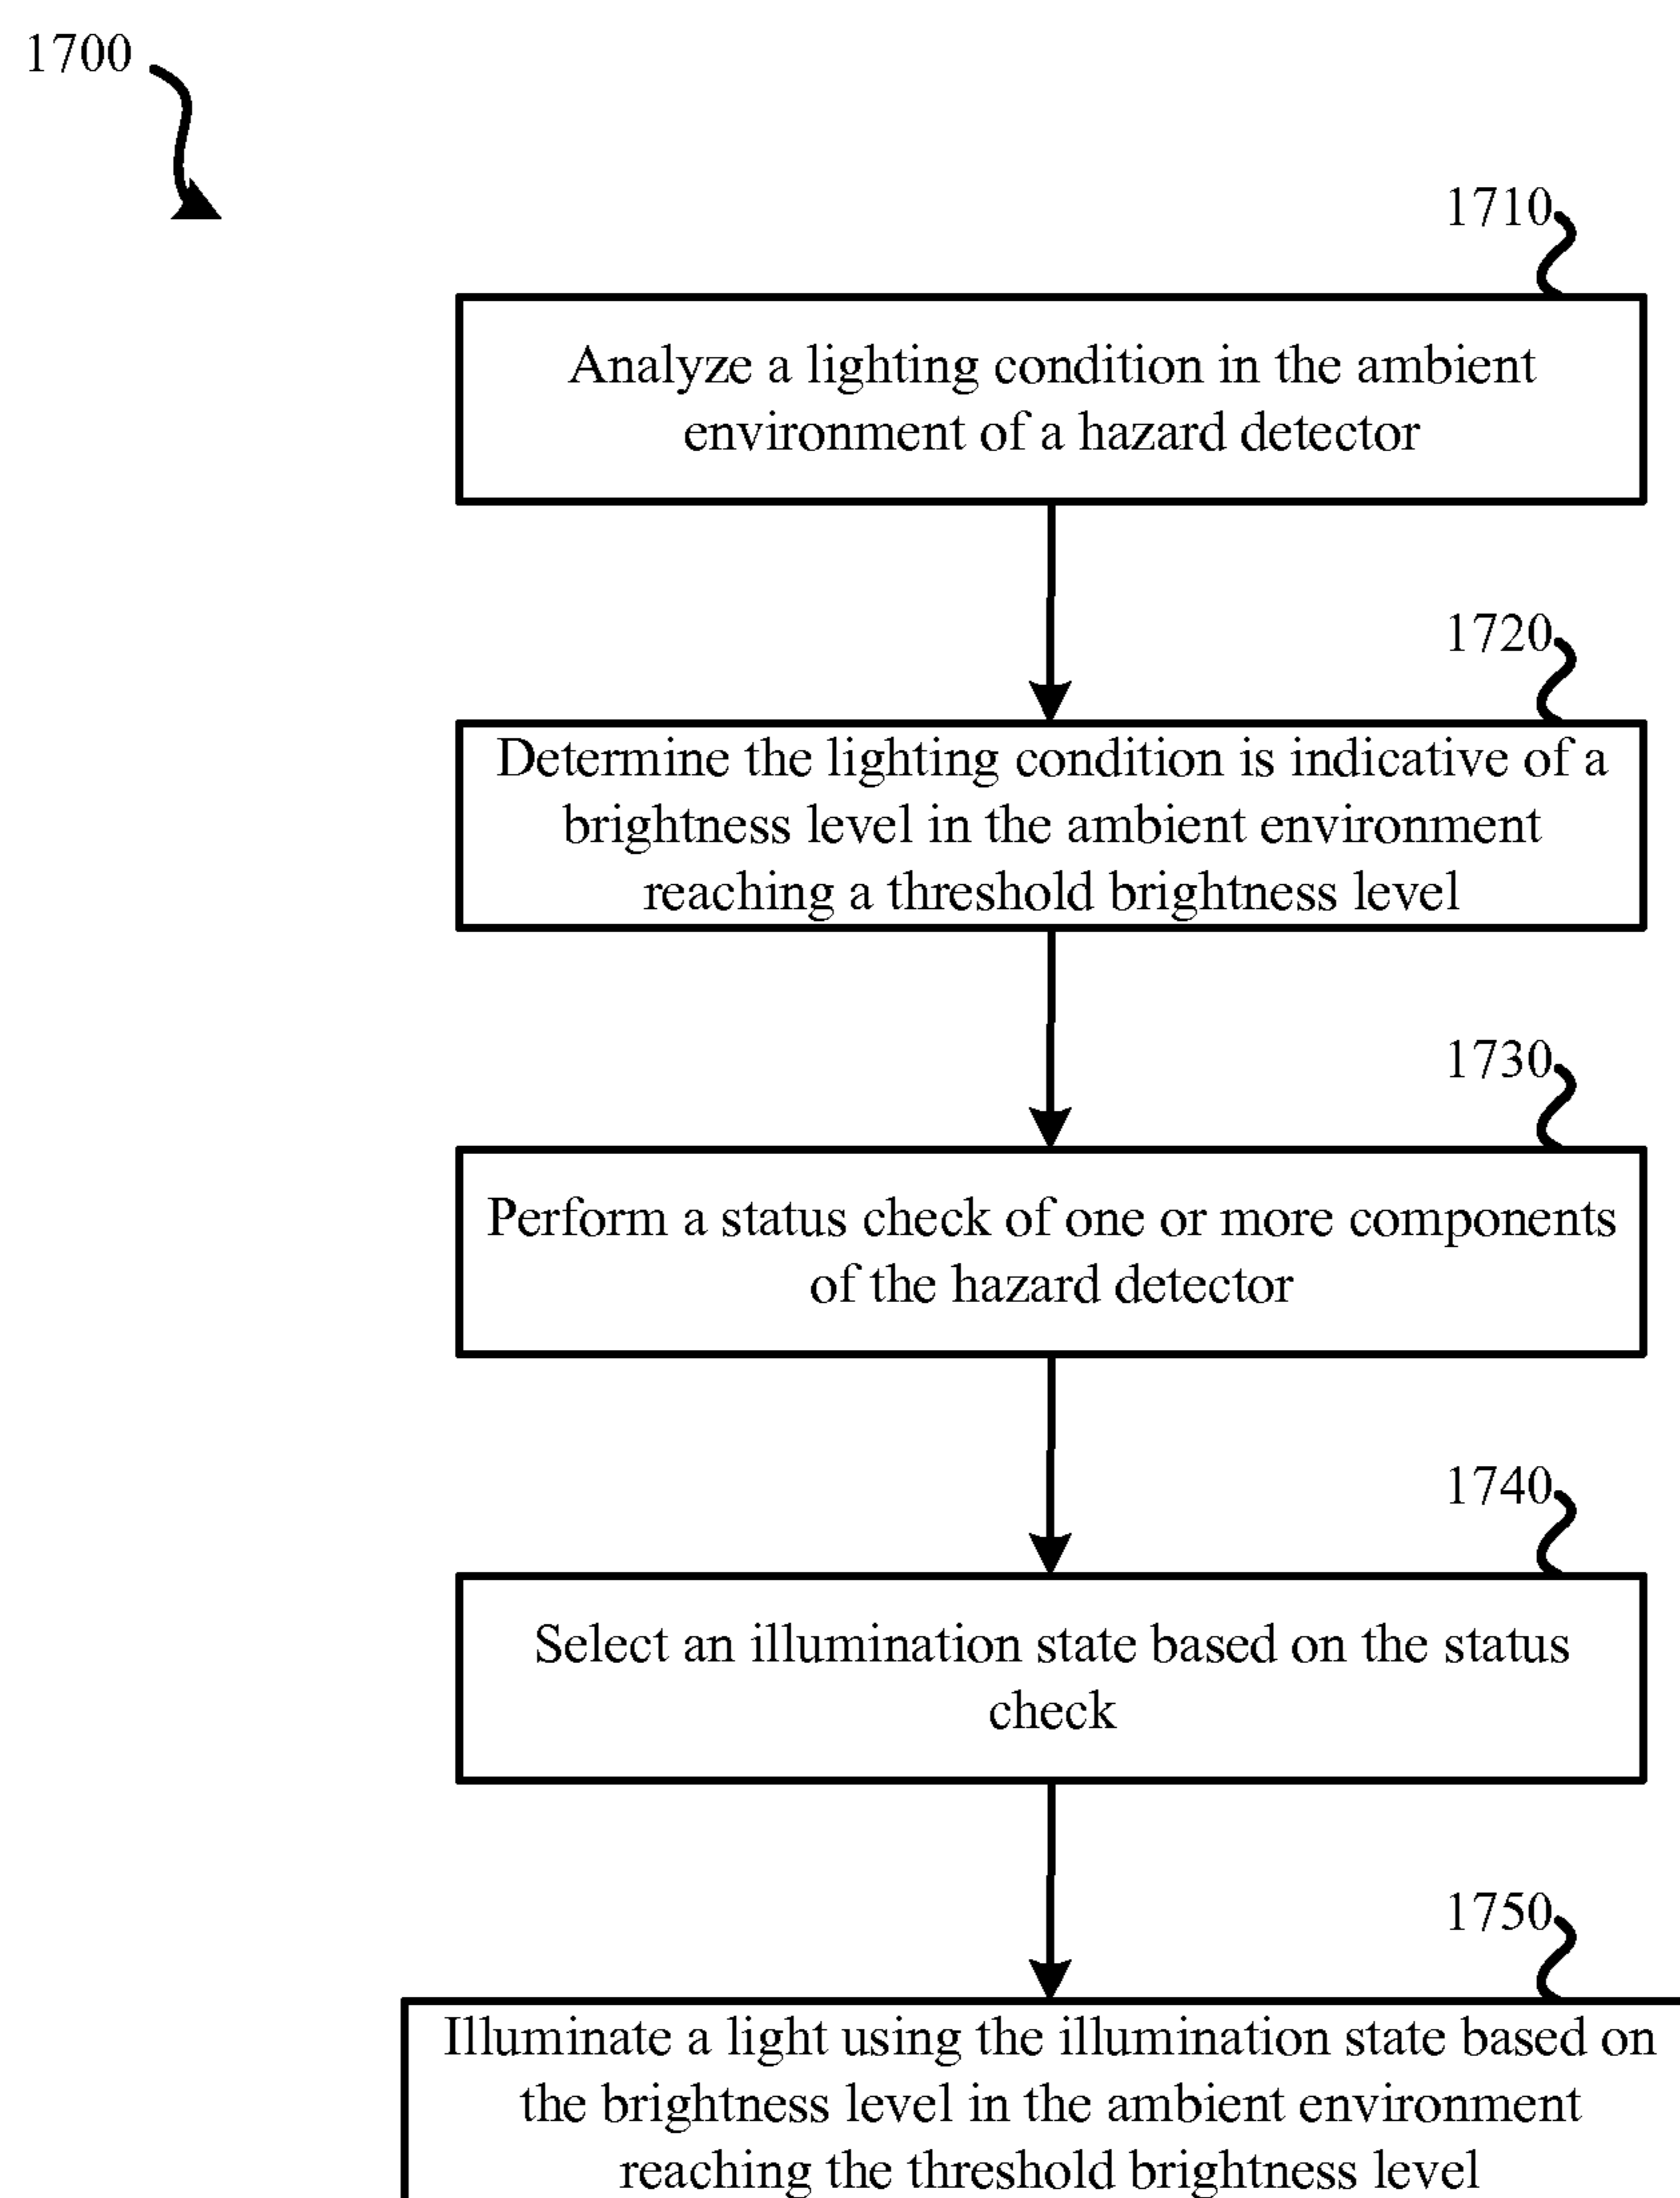 1700
1710
Analyze a lighting condition in the ambient
environment of a hazard detector
1720
Determine the lighting condition is indicative of a
brightness level in the ambient environment
reaching a threshold brightness level
1730
Perform a status check of one or more components
of the hazard detector
1740
Select an illumination state based on the status
check
1750
Illuminate a light using the illumination state based on
the brightness level in the ambient environment
reaching the threshold brightness level